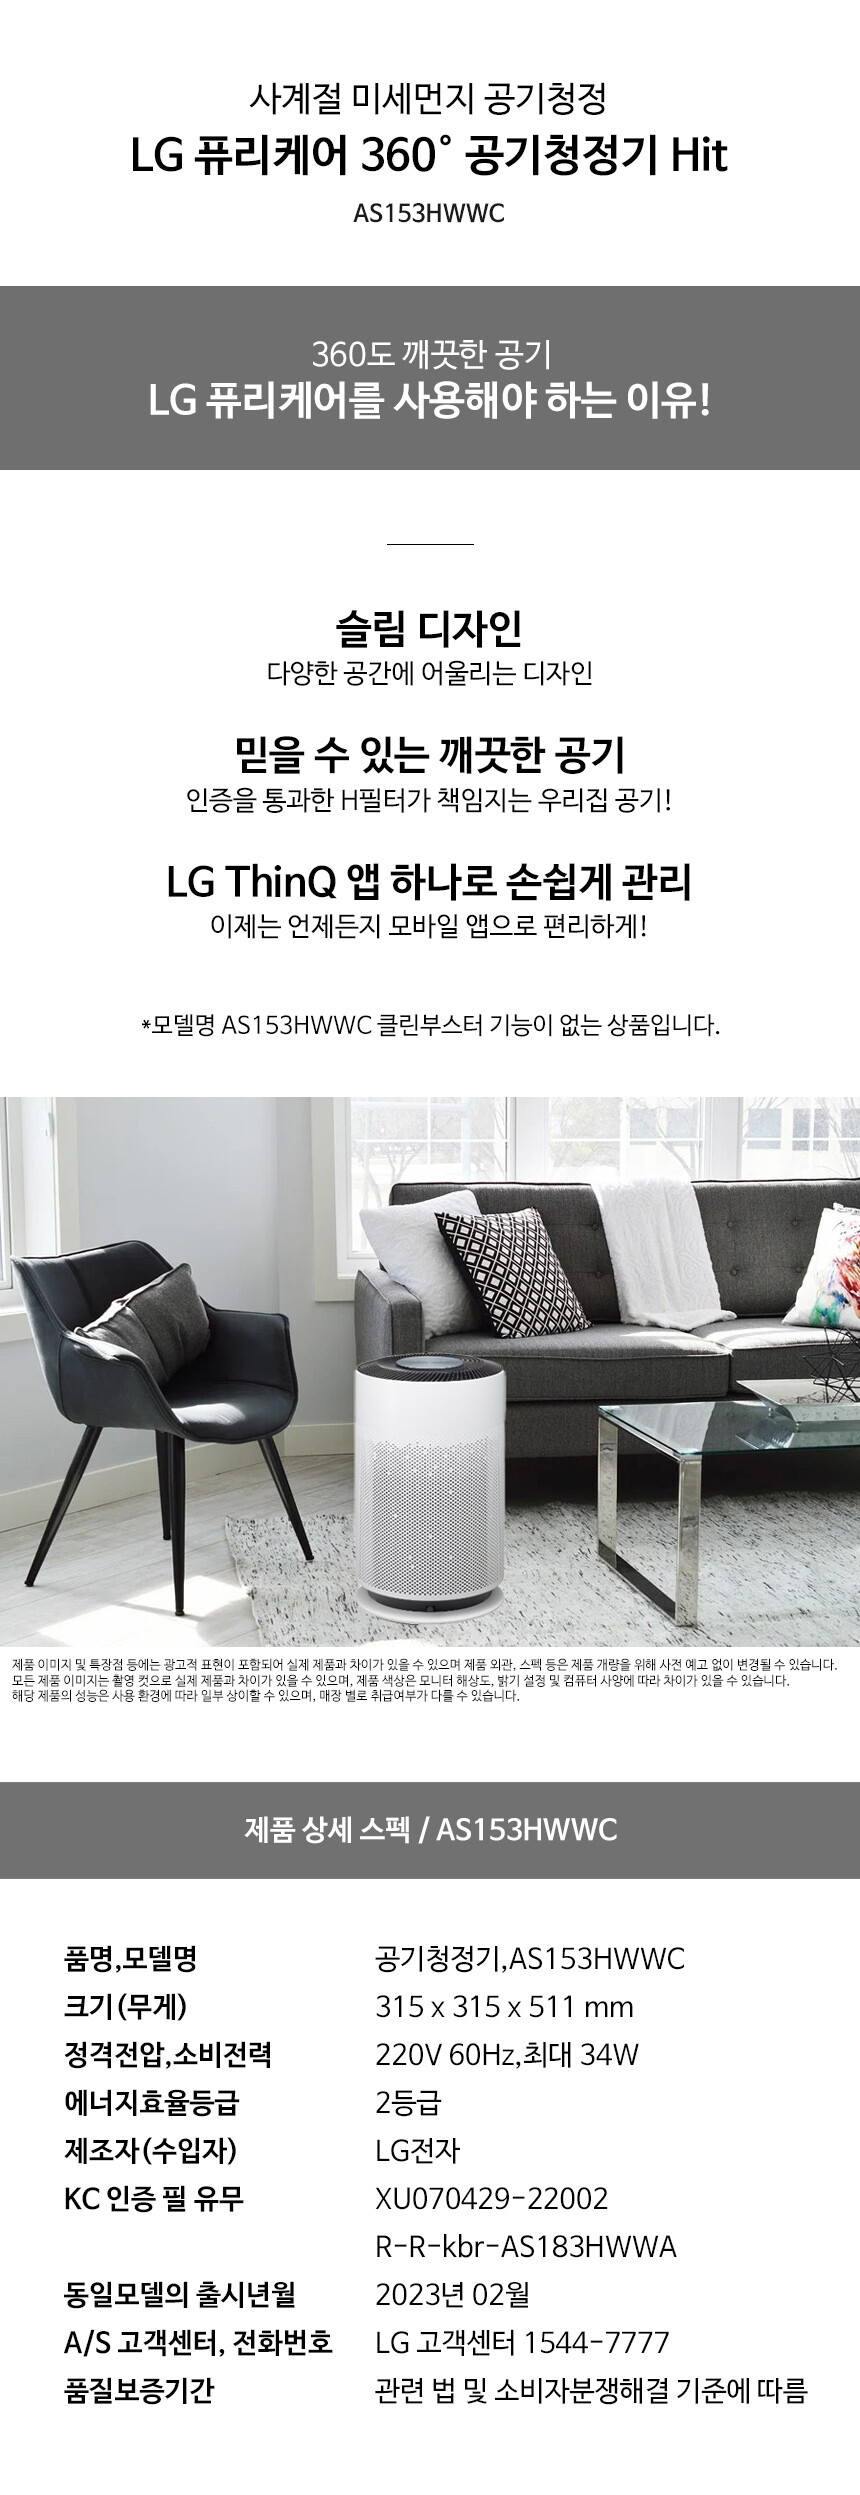 사계절 미세먼지 공기청정
LG 퓨리케어 360° 공기청정기 Hit
AS153HWWC
360도 깨끗한 공기
LG 퓨리케어를 사용해야 하는 이유!
슬림 디자인
다양한 공간에 어울리는 디자인
믿을 수 있는 깨끗한 공기
인증을 통과한 H필터가 책임지는 우리집 공기!
LG ThinQ 앱 하나로 손쉽게 관리
이제는 언제든지 모바일 앱으로 편리하게!
*모델명 AS153HWWC 클린부스터 기능이 없는 상품입니다.
제품 이미지 및 특장점 등에는 광고적 표현이 포함되어 실제 제품과 차이가 있을 수 있으며 제품 외관, 스펙 등은 제품 개량을 위해 사전 예고 없이 변경될 수 있습니다.
모든 제품 이미지는 촬영 컷으로 실제 제품과 차이가 있을 수 있으며, 제품 색상은 모니터 해상도, 밝기 설정 및 컴퓨터 사양에 따라 차이가 있을 수 있습니다.
해당 제품의 성능은 사용 환경에 따라 일부 상이할 수 있으며, 매장 별로 취급여부가 다를 수 있습니다.
제품 상세 스펙 / AS153HWWC
품명,모델명 공기청정기,AS153HWWC
크기(무게) 315 x 315 x 511 mm
정격전압,소비전력 220V 60Hz,최대 34W
에너지효율등급 2등급
제조자(수입자) LG전자
KC 인증 필 유무 XU070429-22002
R-R-kbr-AS183HWWA
동일모델의 출시년월 2023년 02월
A/S 고객센터, 전화번호 LG 고객센터 1544-7777
품질보증기간 관련 법 및 소비자분쟁해결 기준에 따름